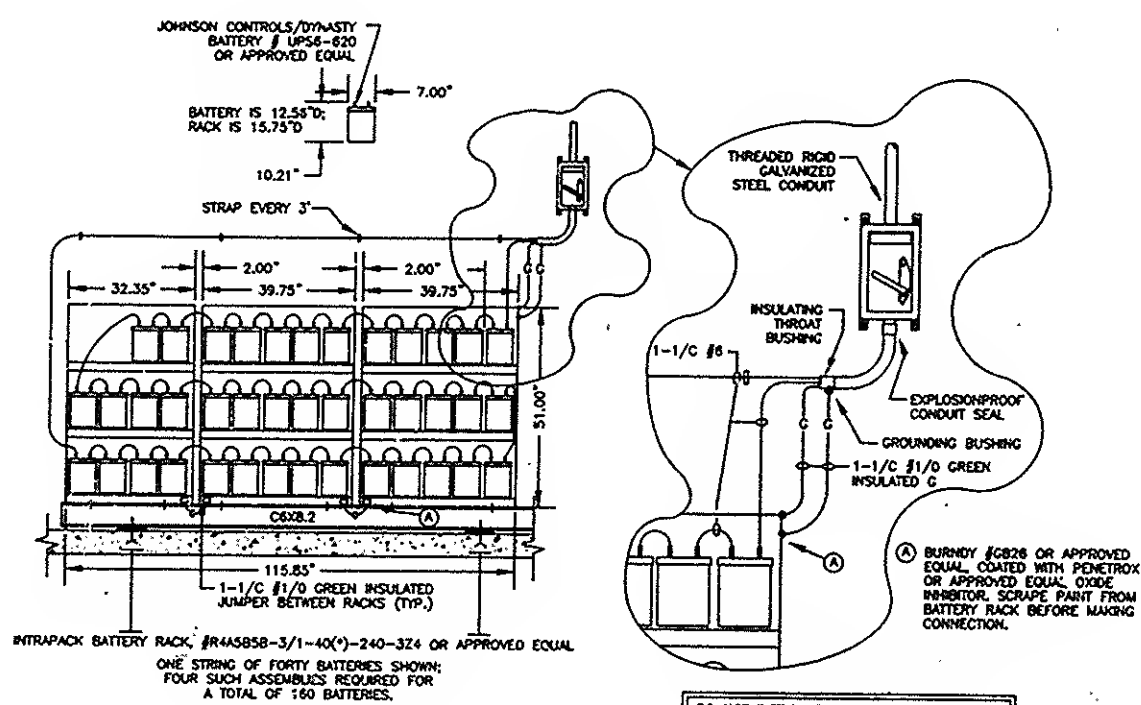 JOHNSON CONTROLS/DYNASTY
BATTERY # UPS6-620
OR APPROVED EQUAL
7.00"
BATTERY IS 12.56"D;
RACK IS 15.75"D
10.21"
STRAP EVERY 3'
2.00"
2.00"
32.35"
39.75"
39.75"
G
G
51.00"
C6X8.2
A
115.85"
1-1/C #1/0 GREEN INSULATED
JUMPER BETWEEN RACKS (TYP.)
INTRAPACK BATTERY RACK, #R4A5B5B-3/1-40(*)-240-3Z4 OR APPROVED EQUAL
ONE STRING OF FORTY BATTERIES SHOWN;
FOUR SUCH ASSEMBLIES REQUIRED FOR
A TOTAL OF 160 BATTERIES.
THREADED RIGID
GALVANIZED
STEEL CONDUIT
INSULATING
THROAT
BUSHING
1-1/C #6
EXPLOSIONPROOF
CONDUIT SEAL
GROUNDING BUSHING
G
G
1-1/C #1/0 GREEN
INSULATED G
A
A BURNDY #GB26 OR APPROVED
EQUAL, COATED WITH PENETROX
OR APPROVED EQUAL OXIDE
INHIBITOR. SCRAPE PAINT FROM
BATTERY RACK BEFORE MAKING
CONNECTION.